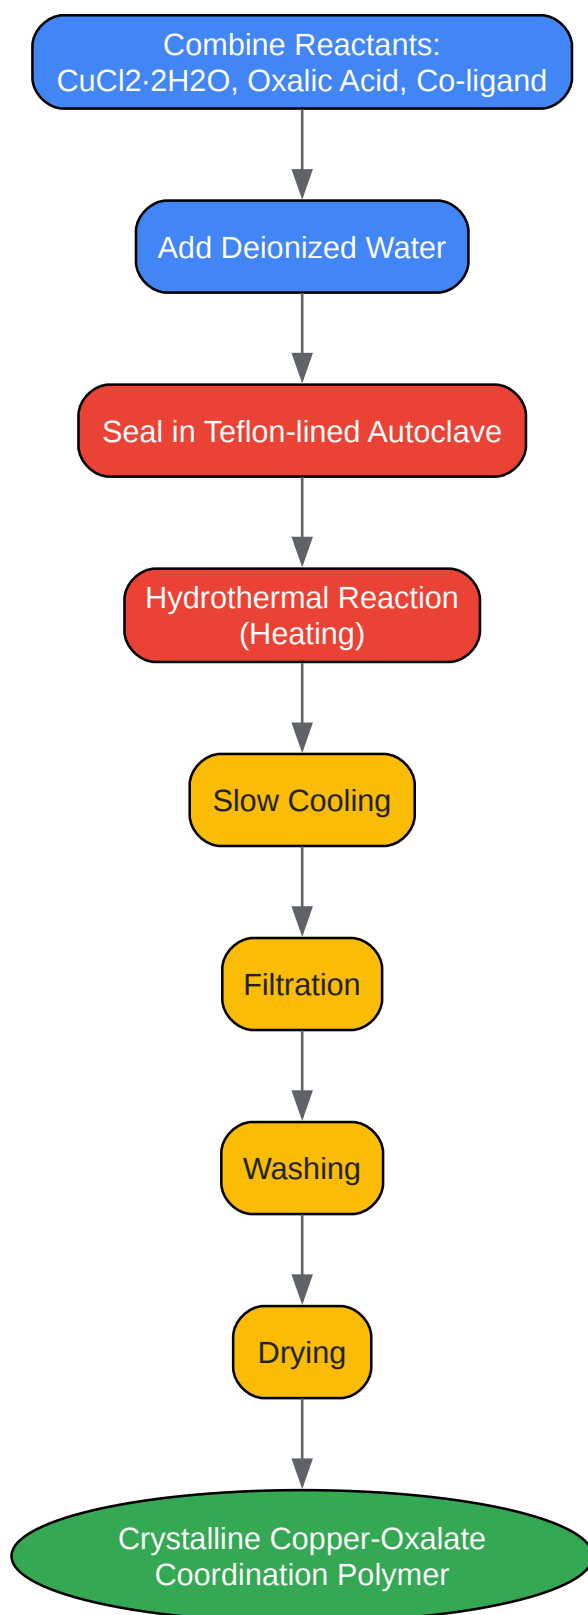 Combine Reactants:
CuCl2·2H2O, Oxalic Acid, Co-ligand
Add Deionized Water
Seal in Teflon-lined Autoclave
Hydrothermal Reaction
(Heating)
Slow Cooling
Filtration
Washing
Drying
Crystalline Copper-Oxalate
Coordination Polymer